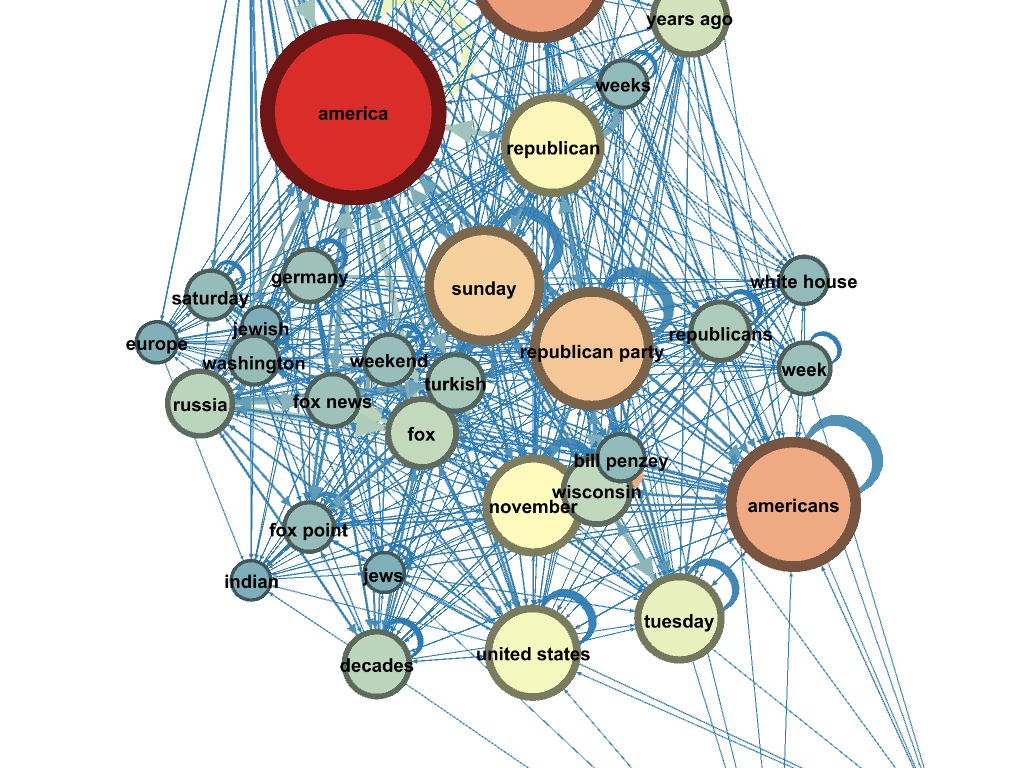 years ago
weeks
america
republican
germany
white house
sunday
saturday
jewish
republicans
europe
republican party
washington
weekend
week
turkish
fox news
russia
fox
bill penzey
wisconsin
november
americans
fox point
jews
indian
tuesday
united states
decades